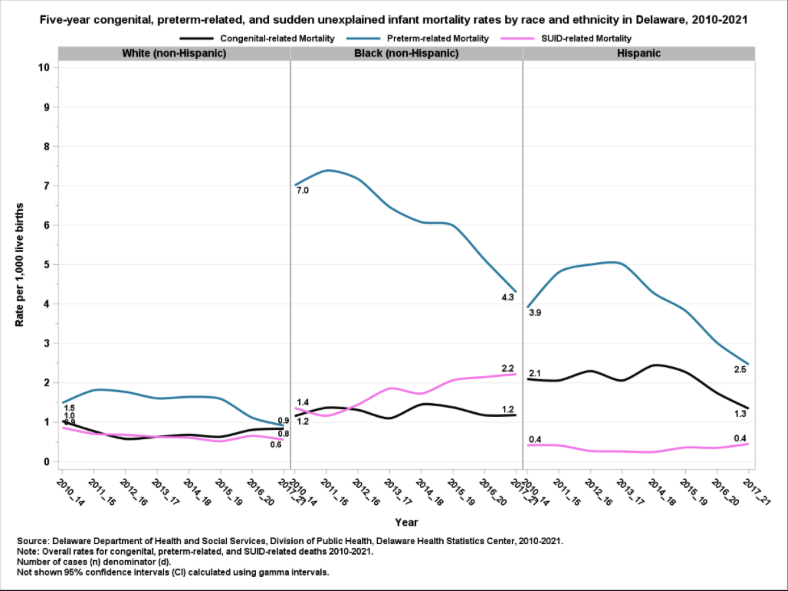 Five-year congenital, preterm-related, and sudden unexplained infant mortality rates by race and ethnicity in Delaware, 2010-2021
Congenital-related Mortality Preterm-related Mortality SUID-related Mortality
White (non-Hispanic) Black (non-Hispanic) Hispanic
Rate per 1,000 live births
10
9
8
7
6
5
4
3
2
1
0
1.5
1.0
0.9
0.9
0.8
0.6
7.0
4.3
1.4
1.2
2.2
1.2
3.9
2.5
2.1
1.3
0.4
0.4
2010_14 2011_15 2012_16 2013_17 2014_18 2015_19 2016_20 2017_21
2010_14 2011_15 2012_16 2013_17 2014_18 2015_19 2016_20 2017_21
2010_14 2011_15 2012_16 2013_17 2014_18 2015_19 2016_20 2017_21
Year
Source: Delaware Department of Health and Social Services, Division of Public Health, Delaware Health Statistics Center, 2010-2021.
Note: Overall rates for congenital, preterm-related, and SUID-related deaths 2010-2021.
Number of cases (n) denominator (d).
Not shown 95% confidence intervals (CI) calculated using gamma intervals.